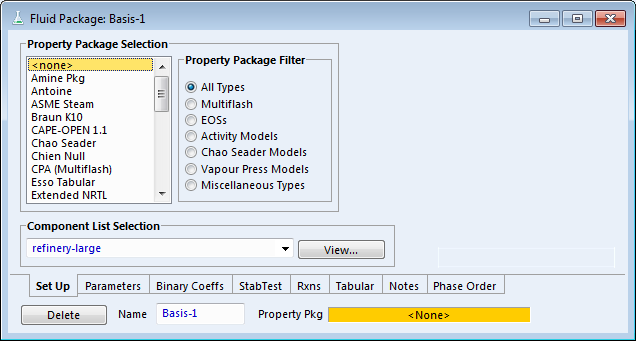 Fluid Package: Basis-1
Property Package Selection
<none>
Amine Pkg
Antoine
ASME Steam
Braun K10
CAPE-OPEN 1.1
Chao Seader
Chien Null
CPA (Multiflash)
Esso Tabular
Extended NRTL
Property Package Filter
All Types
Multiflash
EOSs
Activity Models
Chao Seader Models
Vapour Press Models
Miscellaneous Types
Component List Selection
refinery-large
View...
Set Up Parameters Binary Coeffs StabTest Rxns Tabular Notes Phase Order
Delete Name Basis-1 Property Pkg <None>